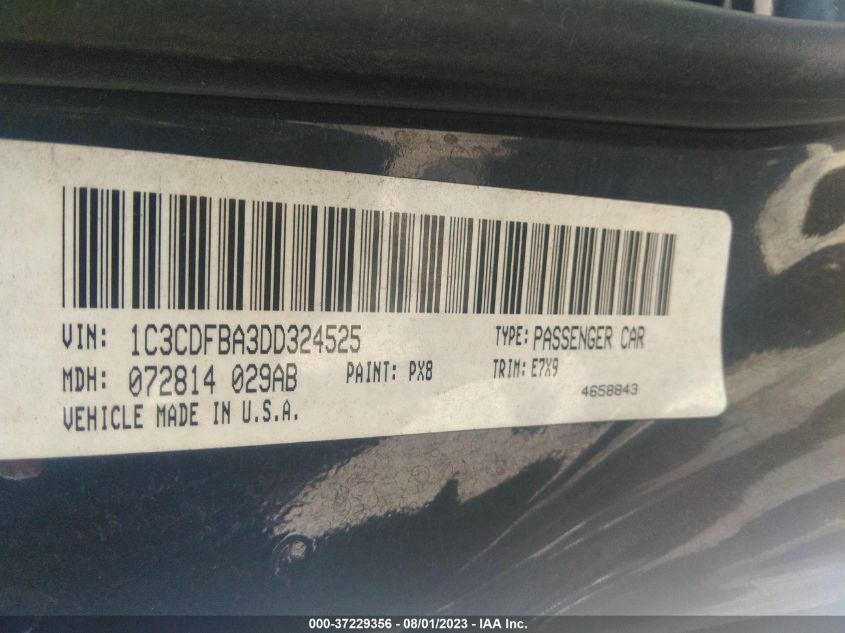 VIN: 1C3CDFBA3DD324525 TYPE: PASSENGER CAR
MDH: 072814 029AB PAINT: PX8 TRIM: E7X9
4658843
VEHICLE MADE IN U.S.A.
000-37229356 - 08/01/2023 - IAA Inc.